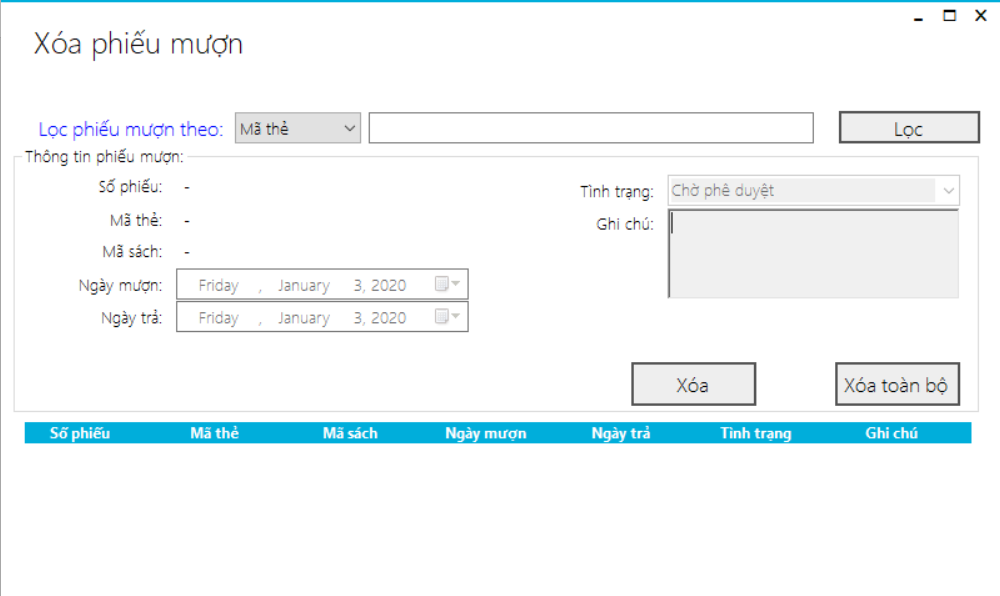 Xóa phiếu mượn
Lọc phiếu mượn theo: Mã thẻ Lọc
Thông tin phiếu mượn:
Số phiếu: -
Mã thẻ: -
Mã sách: -
Ngày mượn: Friday , January 3, 2020
Ngày trả: Friday , January 3, 2020
Tình trạng: Chờ phê duyệt
Ghi chú:
Xóa Xóa toàn bộ
Số phiếu Mã thẻ Mã sách Ngày mượn Ngày trả Tình trạng Ghi chú